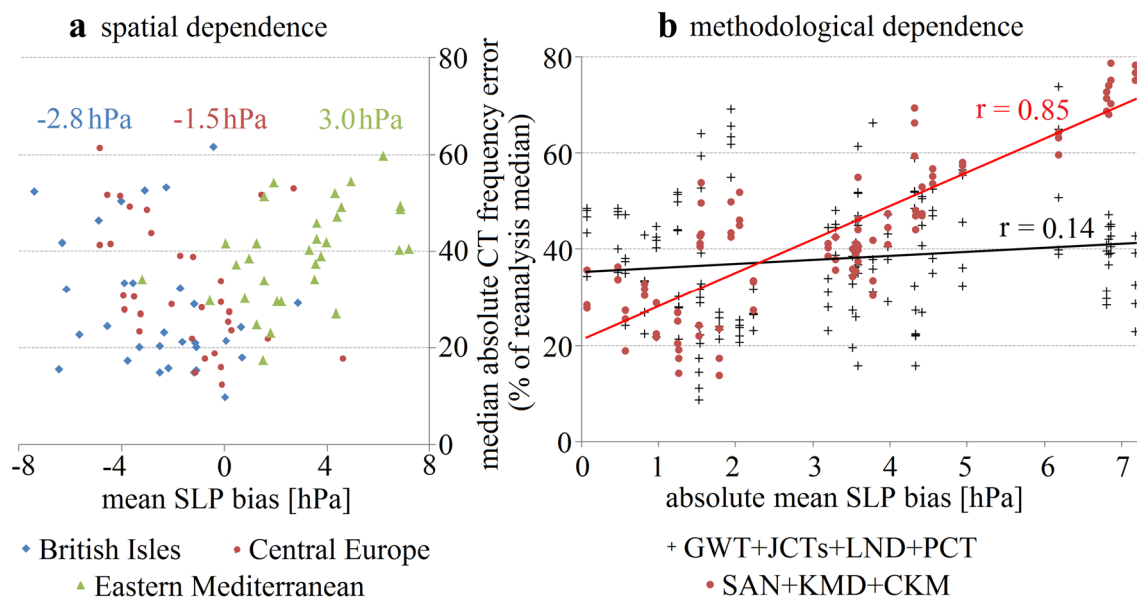 a spatial dependence
80
60
40
20
0
-2.8 hPa
-1.5 hPa
3.0 hPa
-8
-4
0
4
8
mean SLP bias [hPa]
median absolute CT frequency error
(% of reanalysis median)
British Isles
Central Europe
Eastern Mediterranean
b methodological dependence
80
60
40
20
0
r = 0.85
r = 0.14
0
1
2
3
4
5
6
7
absolute mean SLP bias [hPa]
GWT+JCTs+LND+PCT
SAN+KMD+CKM